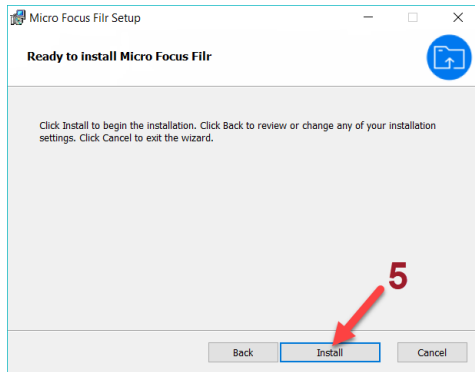 Micro Focus Filr Setup
Ready to install Micro Focus Filr
Click Install to begin the installation. Click Back to review or change any of your installation
settings. Click Cancel to exit the wizard.
5
Back Install Cancel